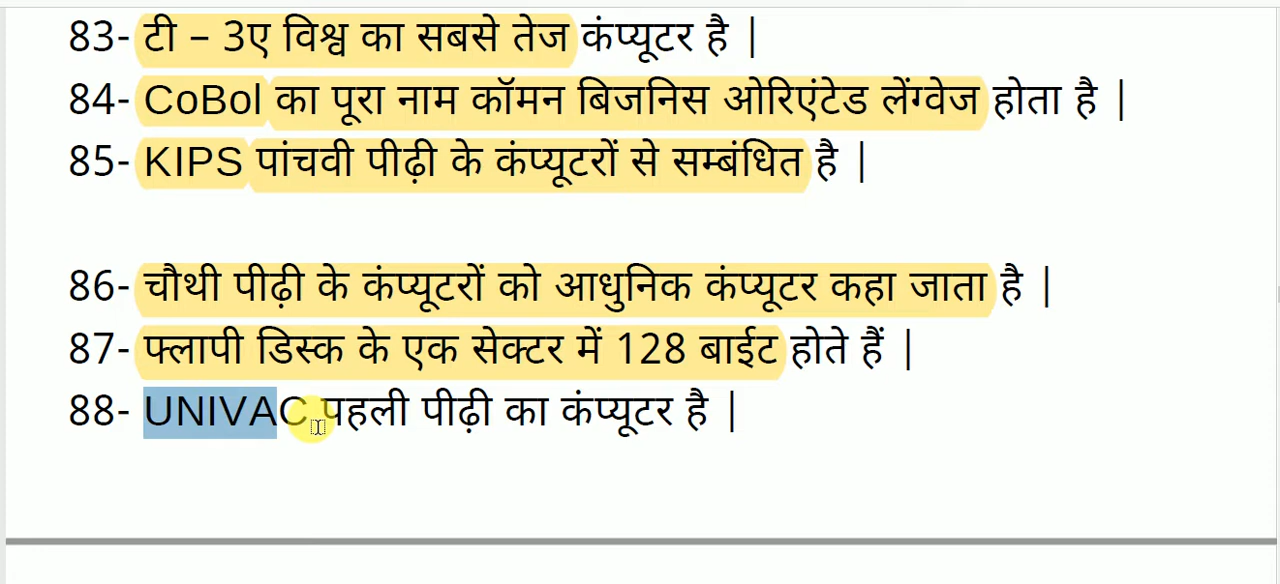 83- टी – 3ए विश्व का सबसे तेज कंप्यूटर है |
84- CoBol का पूरा नाम कॉमन बिजनिस ओरिएंटेड लेंग्वेज होता है |
85- KIPS पांचवी पीढ़ी के कंप्यूटरों से सम्बंधित है |
86- चौथी पीढ़ी के कंप्यूटरों को आधुनिक कंप्यूटर कहा जाता है |
87- फ्लापी डिस्क के एक सेक्टर में 128 बाईट होते हैं |
88- UNIVAC पहली पीढ़ी का कंप्यूटर है |